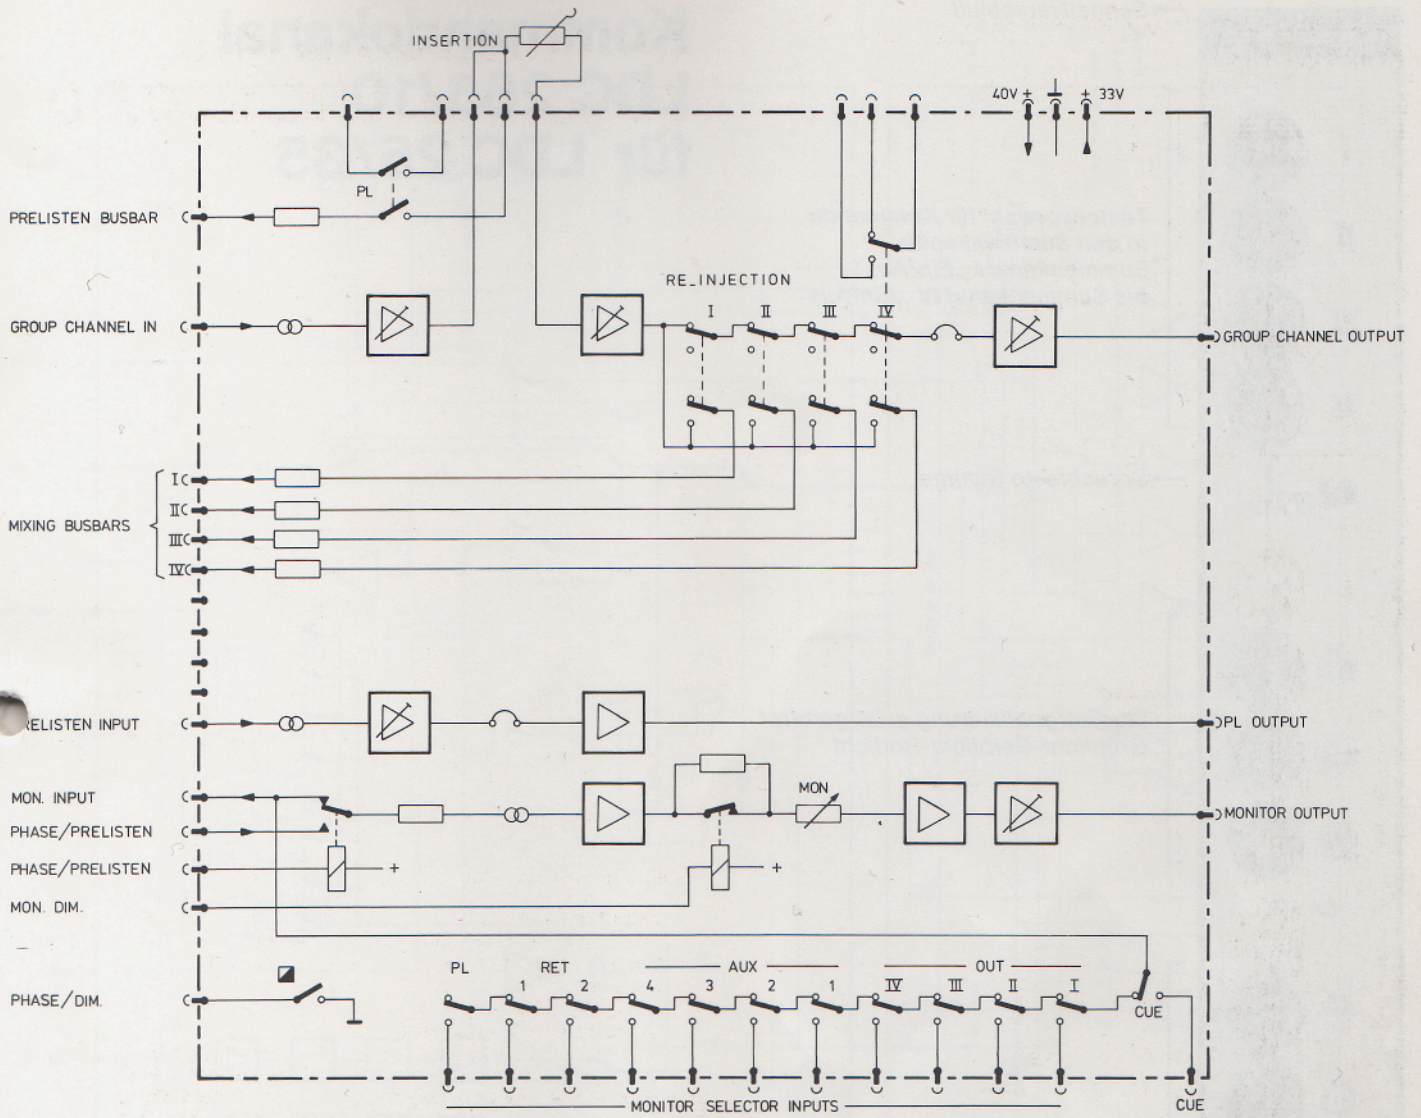 INSERTION
40V +
+ 33V
PL
PRELISTEN BUSBAR
RE_INJECTION
I II III IV
GROUP CHANNEL IN
GROUP CHANNEL OUTPUT
MIXING BUSBARS
I
II
III
IV
RELISTEN INPUT
PL OUTPUT
MON. INPUT
MON
PHASE/PRELISTEN
MONITOR OUTPUT
PHASE/PRELISTEN
+
+
MON. DIM.
PL RET AUX OUT
1 2 4 3 2 1 IV III II I
PHASE/DIM.
CUE
MONITOR SELECTOR INPUTS
CUE